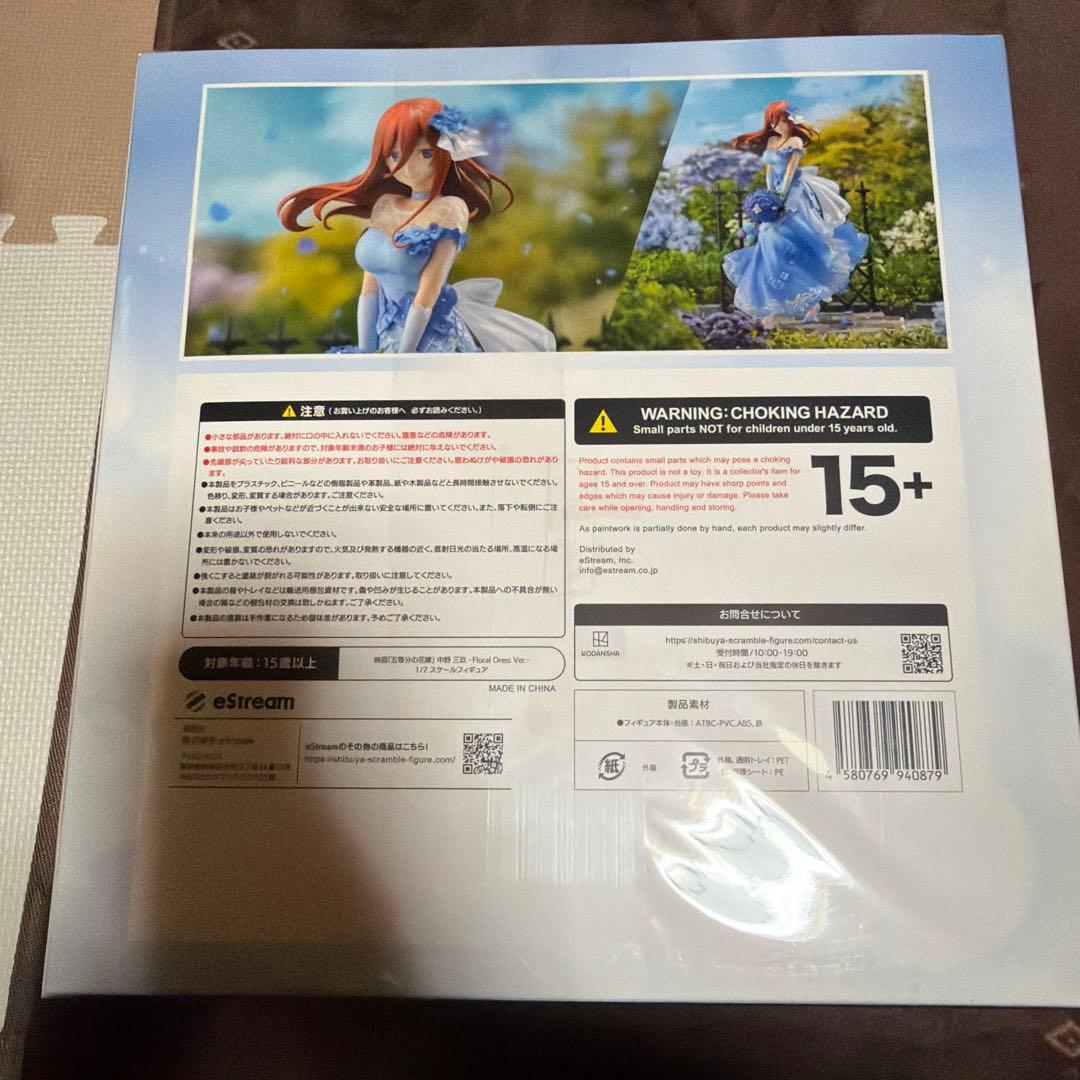 注意 (お買い上げのお客様へ 必ずお読みください。)
●小さな部品があります。絶対に口の中に入れないでください。窒息などの危険があります。
●事故や誤飲の危険がありますので、対象年齢未満のお子様には絶対に与えないでください。
●先端部が尖っていたり鋭利な部分があります。お取り扱いにご注意ください。思わぬけがや破損の恐れがあり
ます。
●本製品をプラスチック、ビニールなどの樹脂製品や革製品、紙や木製品などと長時間接触させないでください。
色移り、変形、変質する場合があります。ご注意ください。
●本製品はお子様やペットなどが近づくことが出来ない安全な場所に置いてください。また、落下や転倒にご注
意ください。
●本来の用途以外で使用しないでください。
●変形や破損、変質の恐れがありますので、火気及び発熱する機器の近く、直射日光の当たる場所、高温になる場
所には置かないでください。
●強くこすると塗装が剥がれる可能性があります。取り扱いに注意してください。
●本製品の箱やトレイなどは輸送用梱包資材です。傷や凹みが生じることがあります。本製品への不具合が無い
場合の箱などの梱包材の交換は致しかねます。ご了承ください。
●本製品の塗装は手作業になるため個体差があります。予めご了承ください。
対象年齢:15歳以上
映画「五等分の花嫁」 中野 三玖 -Floral Dress Ver.-
1/7 スケールフィギュア
MADE IN CHINA
eStream
eStreamのその他の商品はこちら!
https://shibuya-scramble-figure.com/
WARNING: CHOKING HAZARD
Small parts NOT for children under 15 years old.
Product contains small parts which may pose a choking
hazard. This product is not a toy. It is a collector's item for
ages 15 and over. Product may have sharp points and
edges which may cause injury or damage. Please take
care while opening, handling and storing.
15+
As paintwork is partially done by hand, each product may slightly differ.
Distributed by
eStream, Inc.
info@estream.co.jp
お問合せについて
KODANSHA
https://shibuya-scramble-figure.com/contact-us
受付時間/10:00-19:00
※土・日・祝日および当社指定の休日を除きます
製品素材
●フィギュア本体・台座:ATBC-PVC,ABS,鉄
紙
外箱
プラ
外箱、透明トレイ:PET
保護シート:PE
4 580769 940879